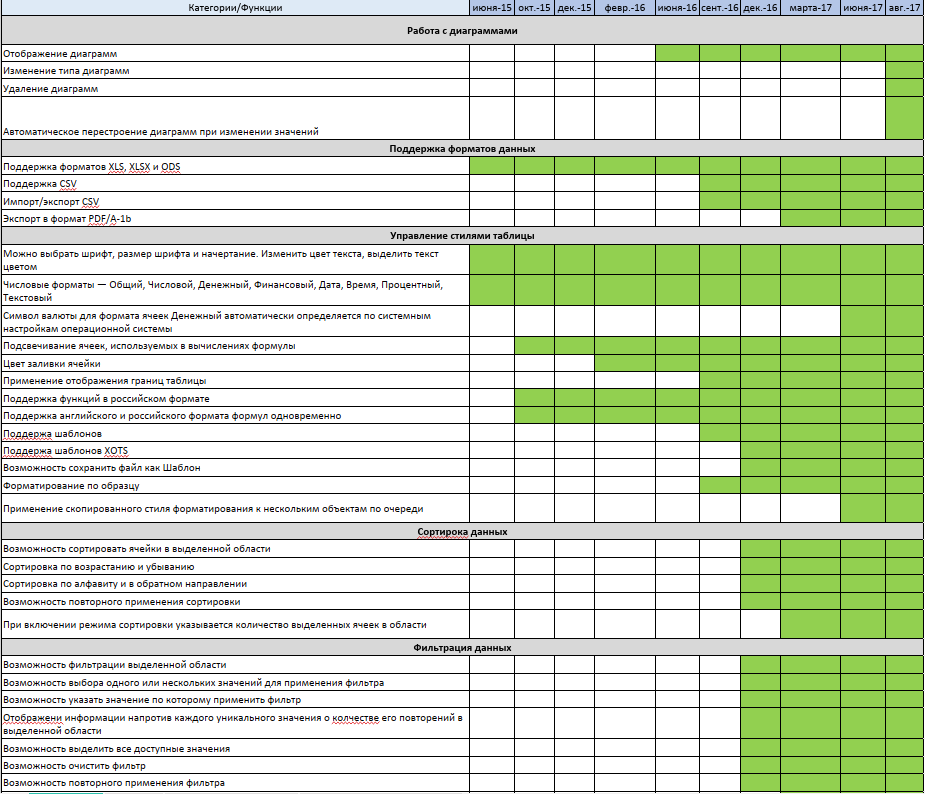 Категории/Функции июня-15 окт.-15 дек.-15 февр.-16 июня-16 сент.-16 дек.-16 марта-17 июня-17 авг.-17
Работа с диаграммами
Отображение диаграмм
Изменение типа диаграмм
Удаление диаграмм
Автоматическое перестроение диаграмм при изменении значений
Поддержка форматов данных
Поддержка форматов XLS, XLSX и ODS
Поддержка CSV
Импорт/экспорт CSV
Экспорт в формат PDF/A-1b
Управление стилями таблицы
Можно выбрать шрифт, размер шрифта и начертание. Изменить цвет текста, выделить текст
цветом
Числовые форматы — Общий, Числовой, Денежный, Финансовый, Дата, Время, Процентный,
Текстовый
Символ валюты для формата ячеек Денежный автоматически определяется по системным
настройкам операционной системы
Подсвечивание ячеек, используемых в вычислениях формулы
Цвет заливки ячейки
Применение отображения границ таблицы
Поддержка функций в российском формате
Поддержка английского и российского формата формул одновременно
Поддержа шаблонов
Поддержа шаблонов XOTS
Возможность сохранить файл как Шаблон
Форматирование по образцу
Применение скопированного стиля форматирования к нескольким объектам по очереди
Сортирока данных
Возможность сортировать ячейки в выделенной области
Сортировка по возрастанию и убыванию
Сортировка по алфавиту и в обратном направлении
Возможность повторного применения сортировки
При включении режима сортировки указывается количество выделенных ячеек в области
Фильтрация данных
Возможность фильтрации выделенной области
Возможность выбора одного или нескольких значений для применения фильтра
Возможность указать значение по которому применить фильтр
Отображени информации напротив каждого уникального значения о колчестве его повторений в
выделенной области
Возможность выделить все доступные значения
Возможность очистить фильтр
Возможность повторного применения фильтра